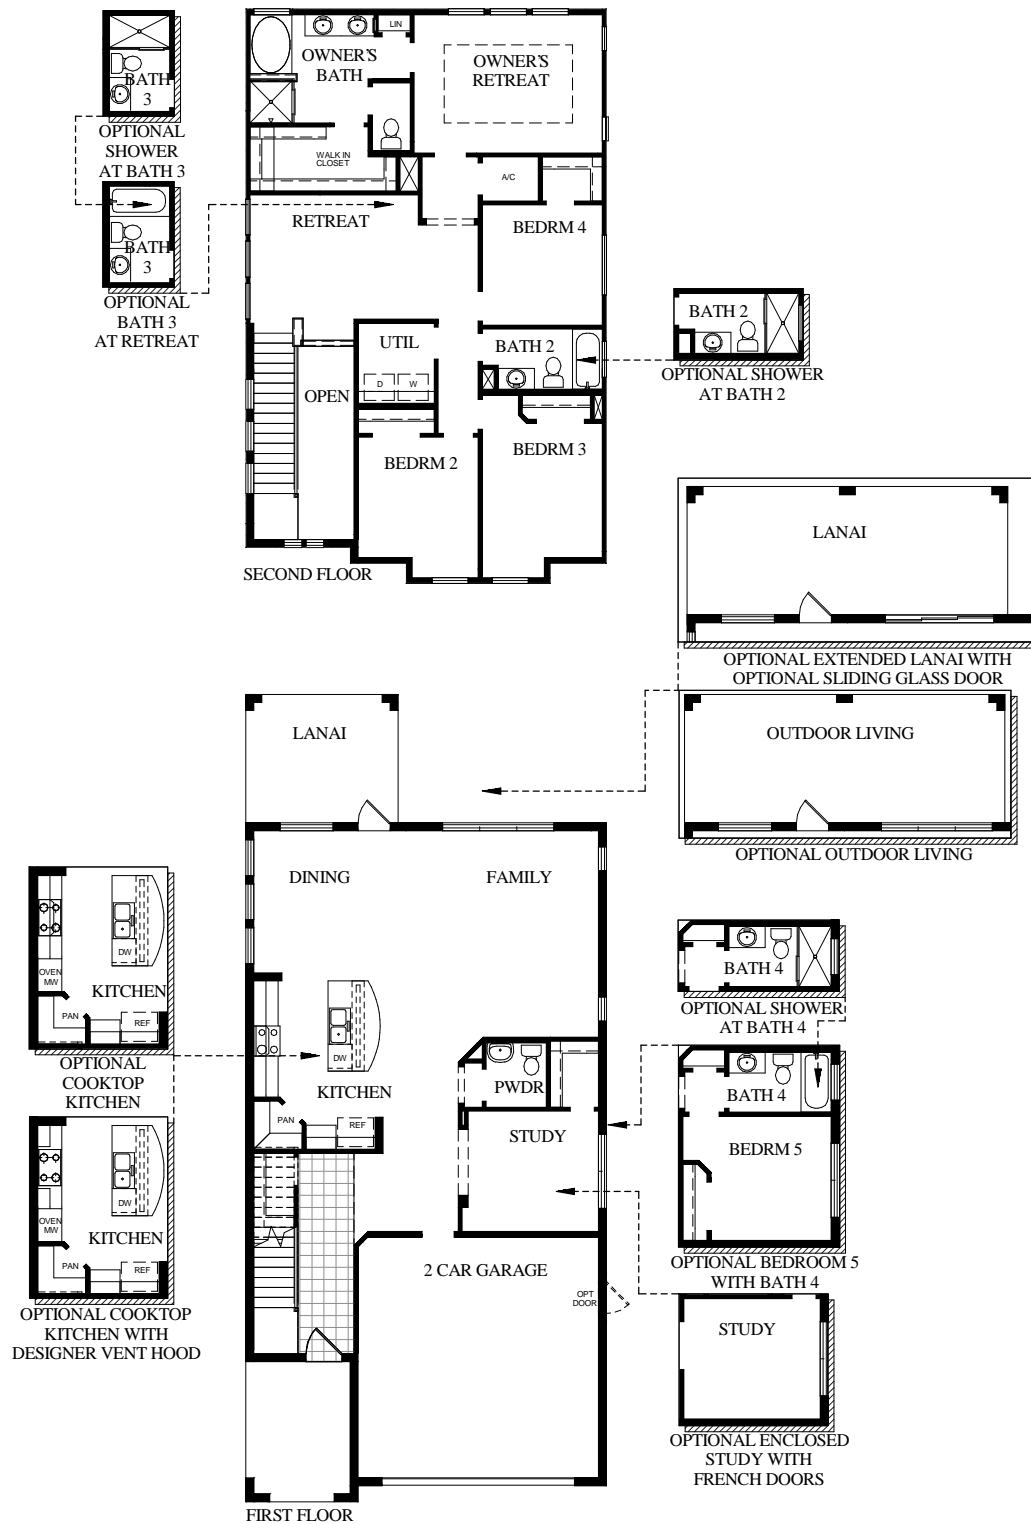 LIN
OWNER'S
BATH
OWNER'S
RETREAT
BATH
3
OPTIONAL
SHOWER
AT BATH 3
WALK IN
CLOSET
A/C
RETREAT
BEDRM 4
BATH
3
OPTIONAL
BATH 3
AT RETREAT
UTIL
D
W
BATH 2
BATH 2
OPTIONAL SHOWER
AT BATH 2
OPEN
BEDRM 2
BEDRM 3
SECOND FLOOR
LANAI
OPTIONAL EXTENDED LANAI WITH
OPTIONAL SLIDING GLASS DOOR
LANAI
OUTDOOR LIVING
OPTIONAL OUTDOOR LIVING
DINING
FAMILY
DW
OVEN
MW
KITCHEN
PAN
REF
OPTIONAL
COOKTOP
KITCHEN
BATH 4
OPTIONAL SHOWER
AT BATH 4
DW
KITCHEN
PAN
REF
PWDR
STUDY
BATH 4
BEDRM 5
OPTIONAL BEDROOM 5
WITH BATH 4
DW
OVEN
MW
KITCHEN
PAN
REF
OPTIONAL COOKTOP
KITCHEN WITH
DESIGNER VENT HOOD
2 CAR GARAGE
OPT
DOOR
STUDY
OPTIONAL ENCLOSED
STUDY WITH
FRENCH DOORS
FIRST FLOOR